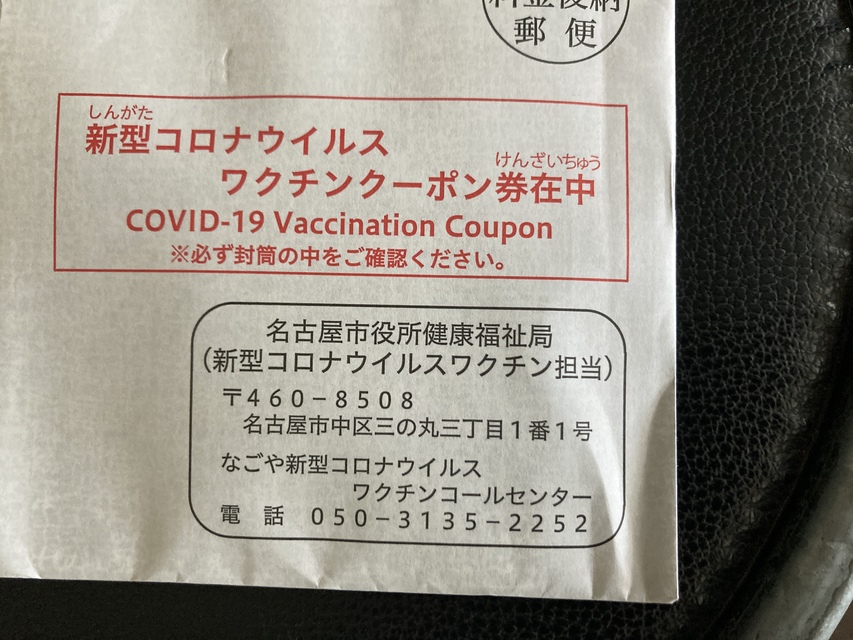 料金後納
郵便
しんがた
新型コロナウイルス
けんざいちゅう
ワクチンクーポン券在中
COVID-19 Vaccination Coupon
※必ず封筒の中をご確認ください。
名古屋市役所健康福祉局
（新型コロナウイルスワクチン担当）
〒460－8508
名古屋市中区三の丸三丁目1番1号
なごや新型コロナウイルス
ワクチンコールセンター
電　話　050－3135－2252